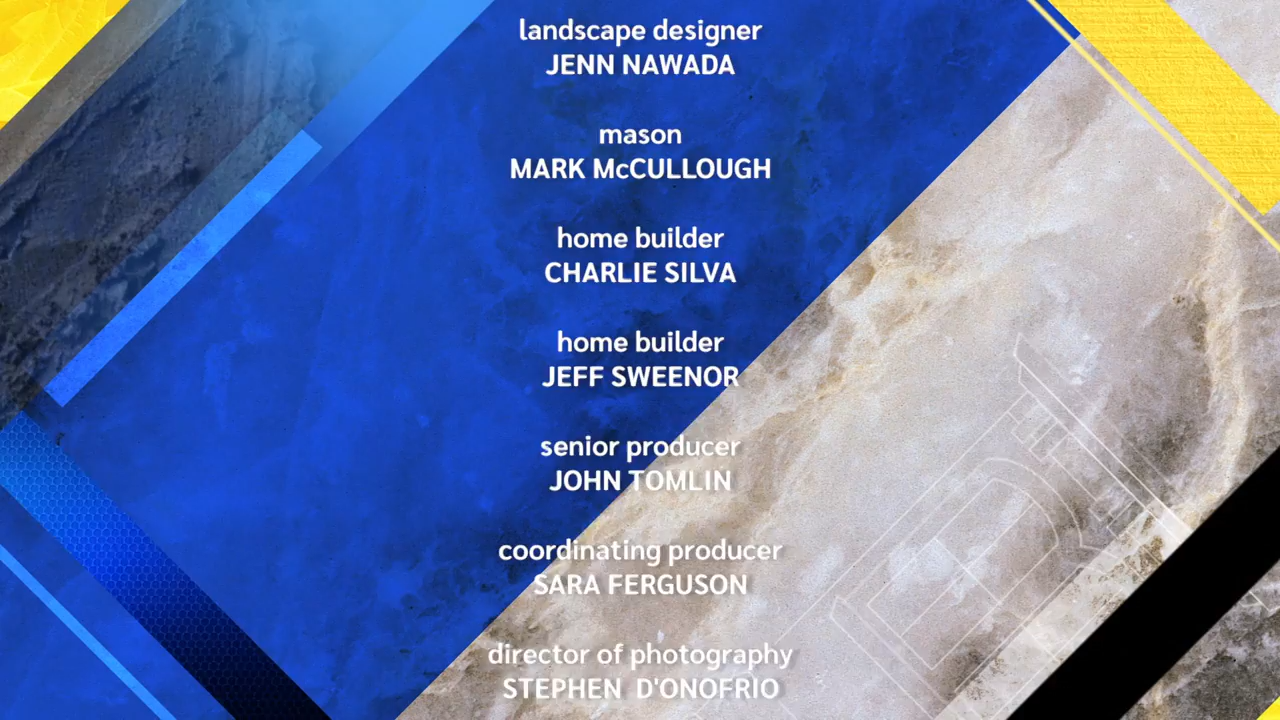 landscape designer
JENN NAWADA
mason
MARK McCULLOUGH
home builder
CHARLIE SILVA
home builder
JEFF SWEENOR
senior producer
JOHN TOMLIN
coordinating producer
SARA FERGUSON
director of photography
STEPHEN D'ONOFRIO